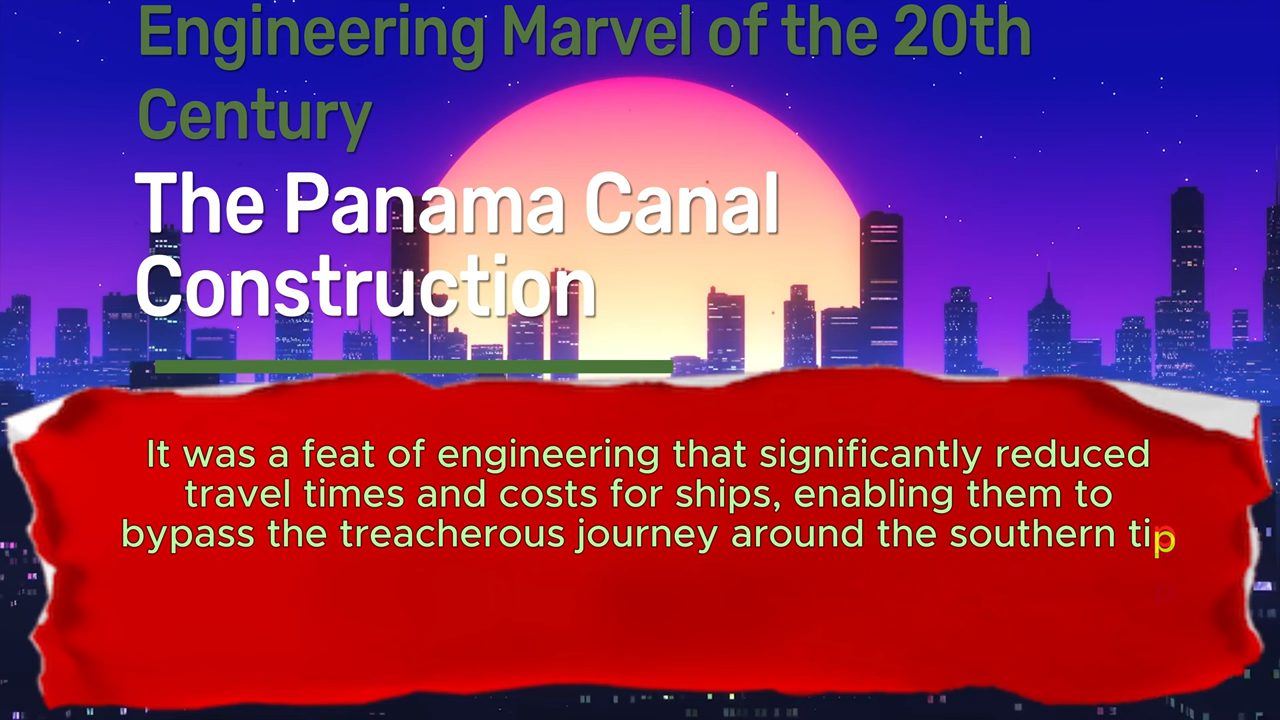 Engineering Marvel of the 20th
Century
The Panama Canal
Construction
It was a feat of engineering that significantly reduced
travel times and costs for ships, enabling them to
bypass the treacherous journey around the southern tip